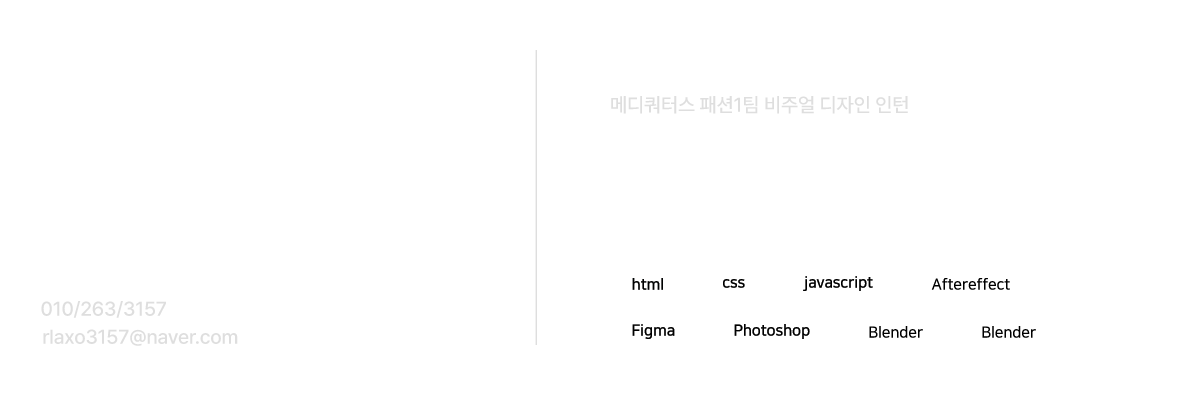 010/263/3157
rlaxo3157@naver.com
메디쿼터스 패션1팀 비주얼 디자인 인턴
html css javascript Aftereffect
Figma Photoshop Blender Blender